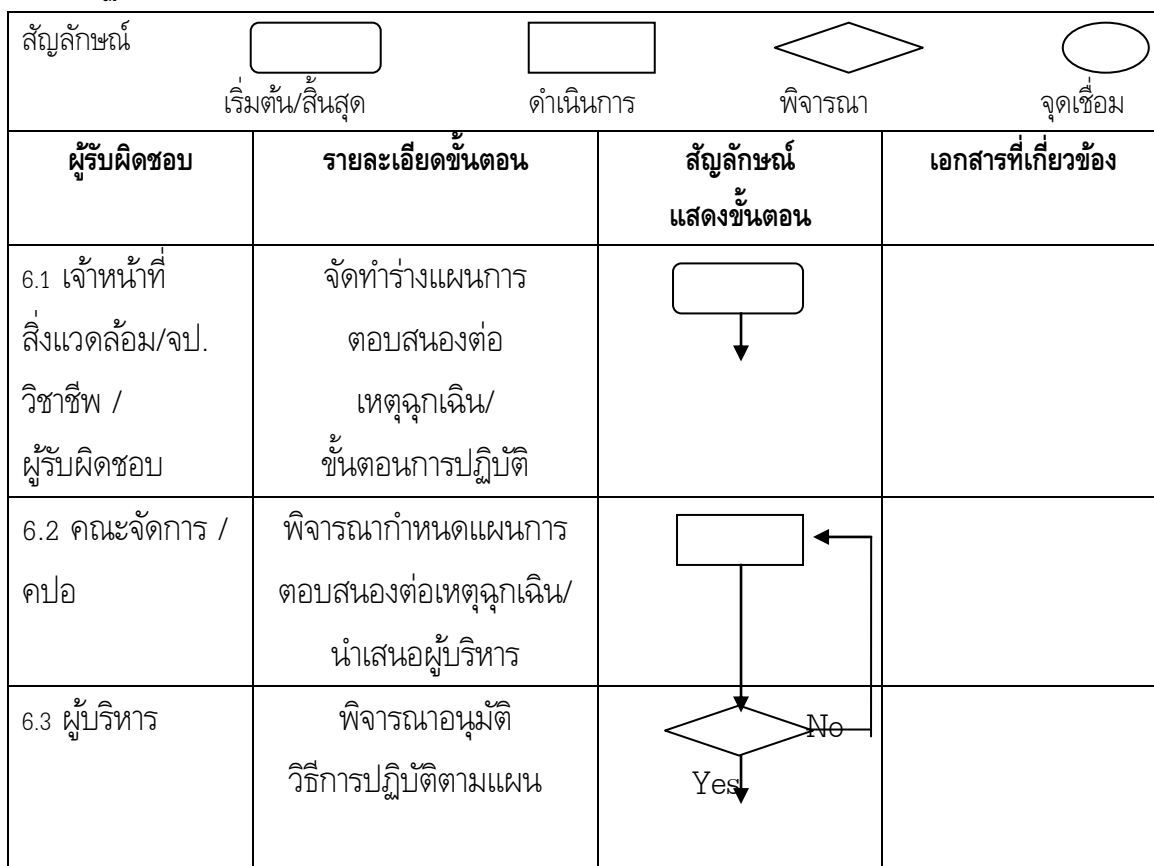 สัญลักษณ์
เริ่มต้น/สิ้นสุด ดำเนินการ พิจารณา จุดเชื่อม
ผู้รับผิดชอบ รายละเอียดขั้นตอน สัญลักษณ์ เอกสารที่เกี่ยวข้อง
แสดงขั้นตอน
6.1 เจ้าหน้าที่ จัดทำร่างแผนการ
สิ่งแวดล้อม/จป. ตอบสนองต่อ
วิชาชีพ / เหตุฉุกเฉิน/
ผู้รับผิดชอบ ขั้นตอนการปฏิบัติ
6.2 คณะจัดการ / พิจารณากำหนดแผนการ
คปอ ตอบสนองต่อเหตุฉุกเฉิน/
นำเสนอผู้บริหาร
6.3 ผู้บริหาร พิจารณาอนุมัติ No
วิธีการปฏิบัติตามแผน Yes